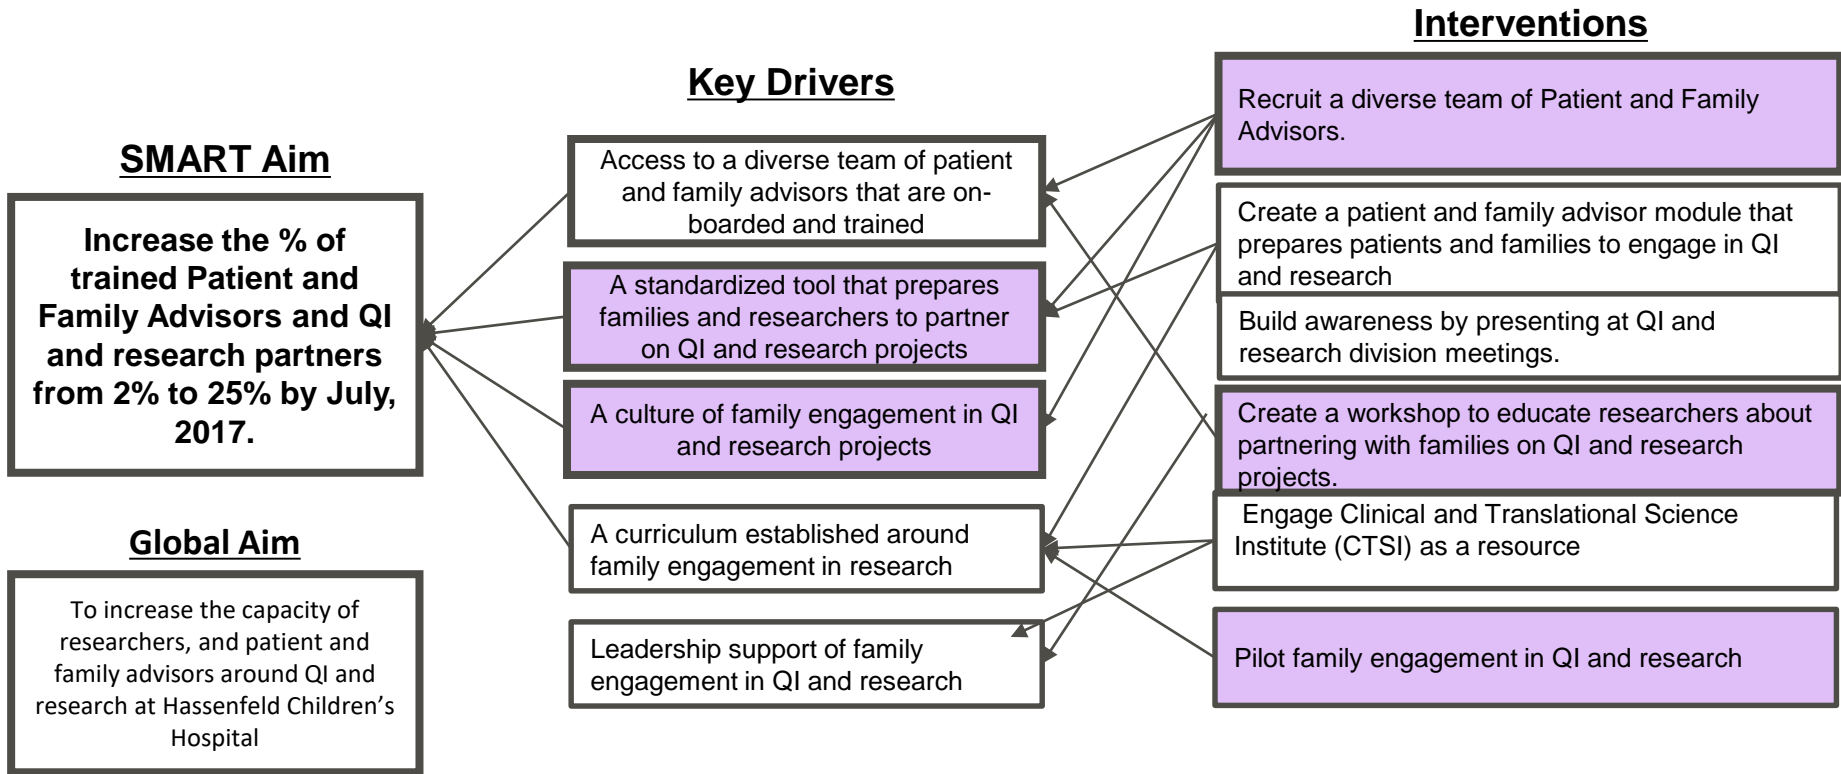 SMART Aim
Increase the % of
trained Patient and
Family Advisors and QI
and research partners
from 2% to 25% by July,
2017.
Global Aim
To increase the capacity of
researchers, and patient and
family advisors around QI and
research at Hassenfeld Children’s
Hospital
Key Drivers
Access to a diverse team of patient
and family advisors that are on-
boarded and trained
A standardized tool that prepares
families and researchers to partner
on QI and research projects
A culture of family engagement in QI
and research projects
A curriculum established around
family engagement in research
Leadership support of family
engagement in QI and research
Interventions
Recruit a diverse team of Patient and Family
Advisors.
Create a patient and family advisor module that
prepares patients and families to engage in QI
and research
Build awareness by presenting at QI and
research division meetings.
Create a workshop to educate researchers about
partnering with families on QI and research
projects.
Engage Clinical and Translational Science
Institute (CTSI) as a resource
Pilot family engagement in QI and research